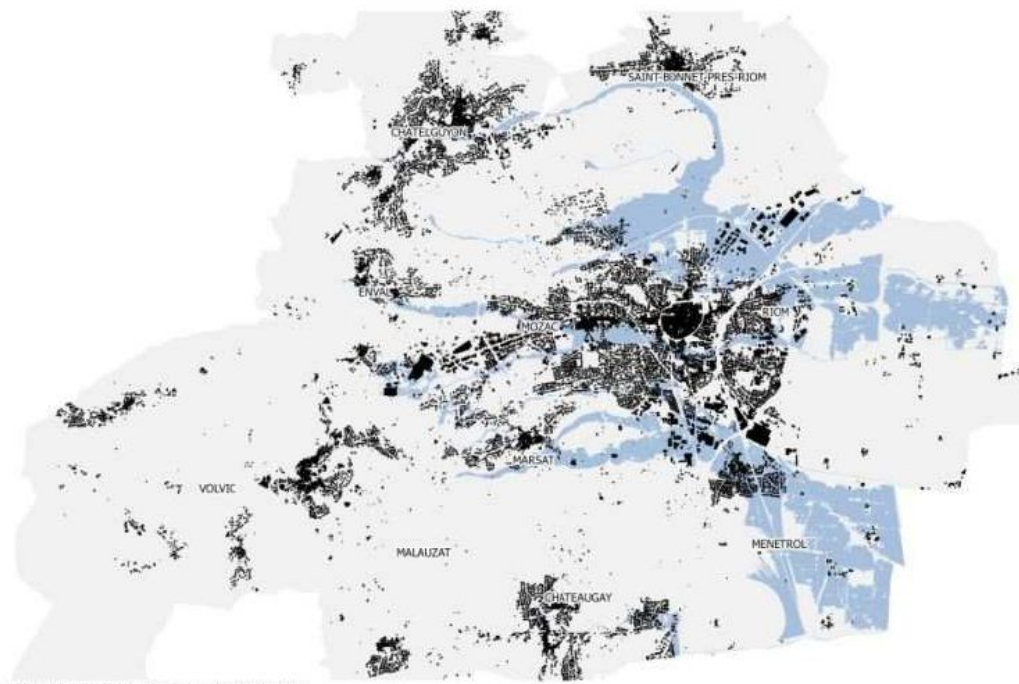 SAINT-BONNET-PRES-RIOM
CHATELGUYON
ENVAL
RIOM
MOZAC
MARSAT
VOLVIC
MALAUZAT
MENETROL
CHATEAUGAY